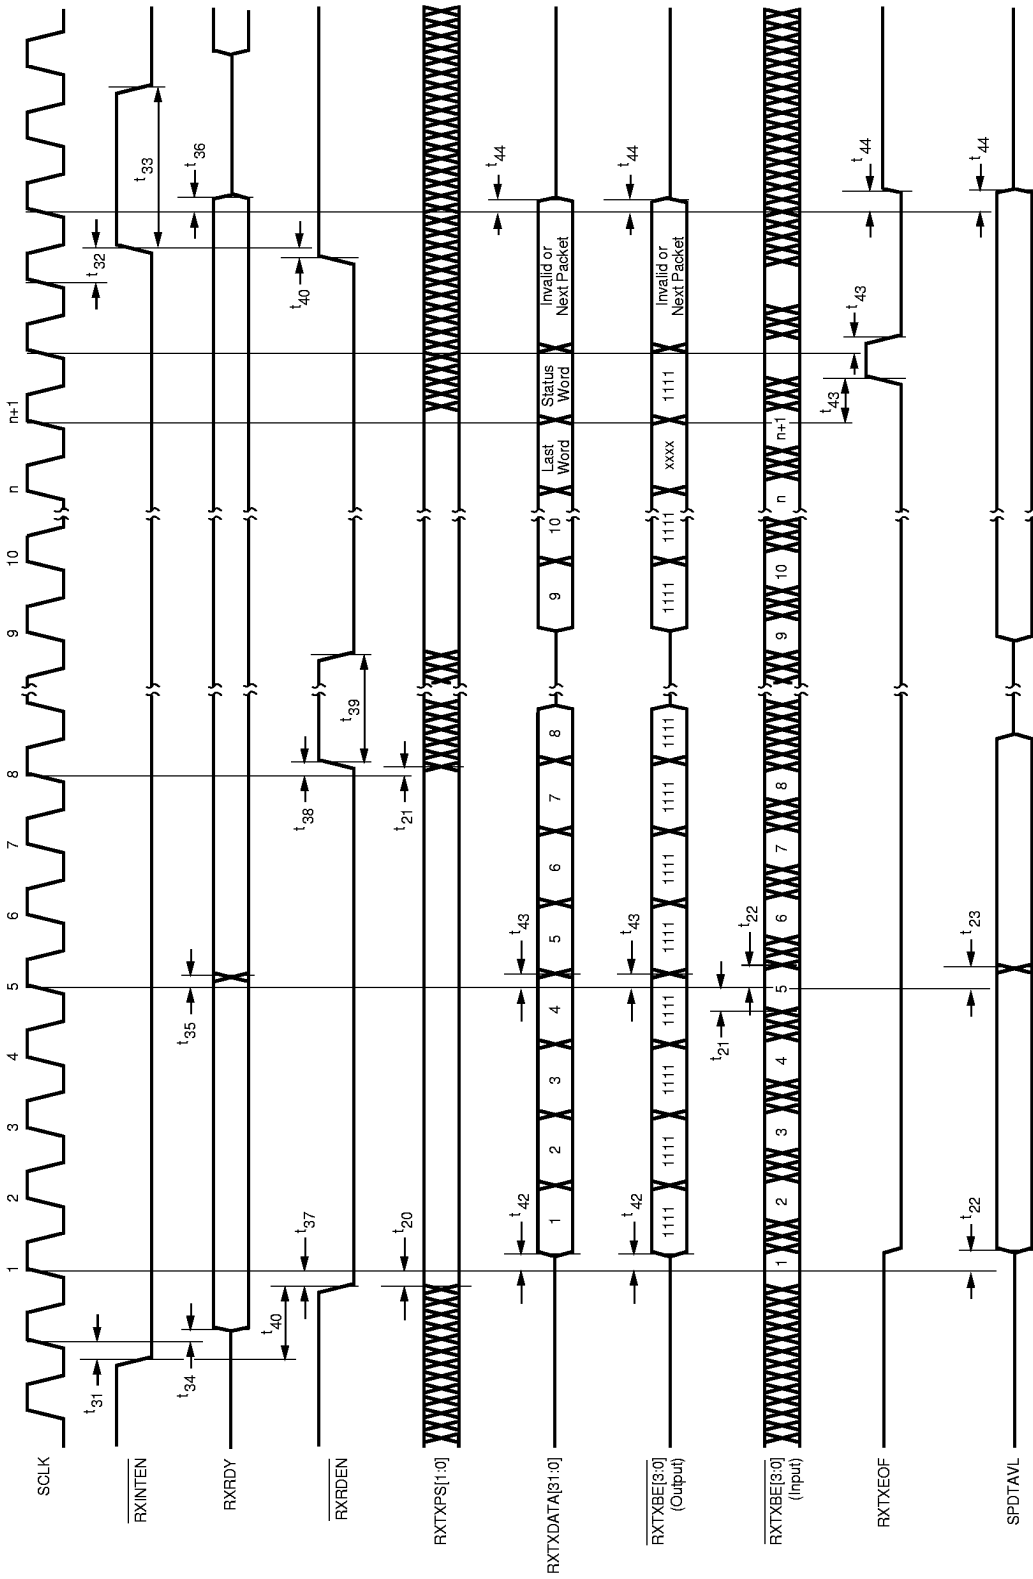 SCLK
1
2
3
4
5
6
7
8
9
10
n
n+1
RXINTEN
t31
t32
t33
RXRDY
t34
t35
t36
RXRDEN
t40
t37
t38
t39
t40
RXTXPS[1:0]
t20
t21
RXTXDATA[31:0]
t42
t43
t44
1
2
3
4
5
6
7
8
9
10
Last
Word
Status
Word
Invalid or
Next Packet
RXTXBE[3:0]
(Output)
t42
t43
t44
1111
1111
1111
1111
1111
1111
1111
1111
1111
1111
xxxx
1111
Invalid or
Next Packet
RXTXBE[3:0]
(Input)
t21
t22
1
2
3
4
5
6
7
8
9
10
n
n+1
RXTXEOF
t43
t43
t44
SPDTAVL
t22
t23
t44